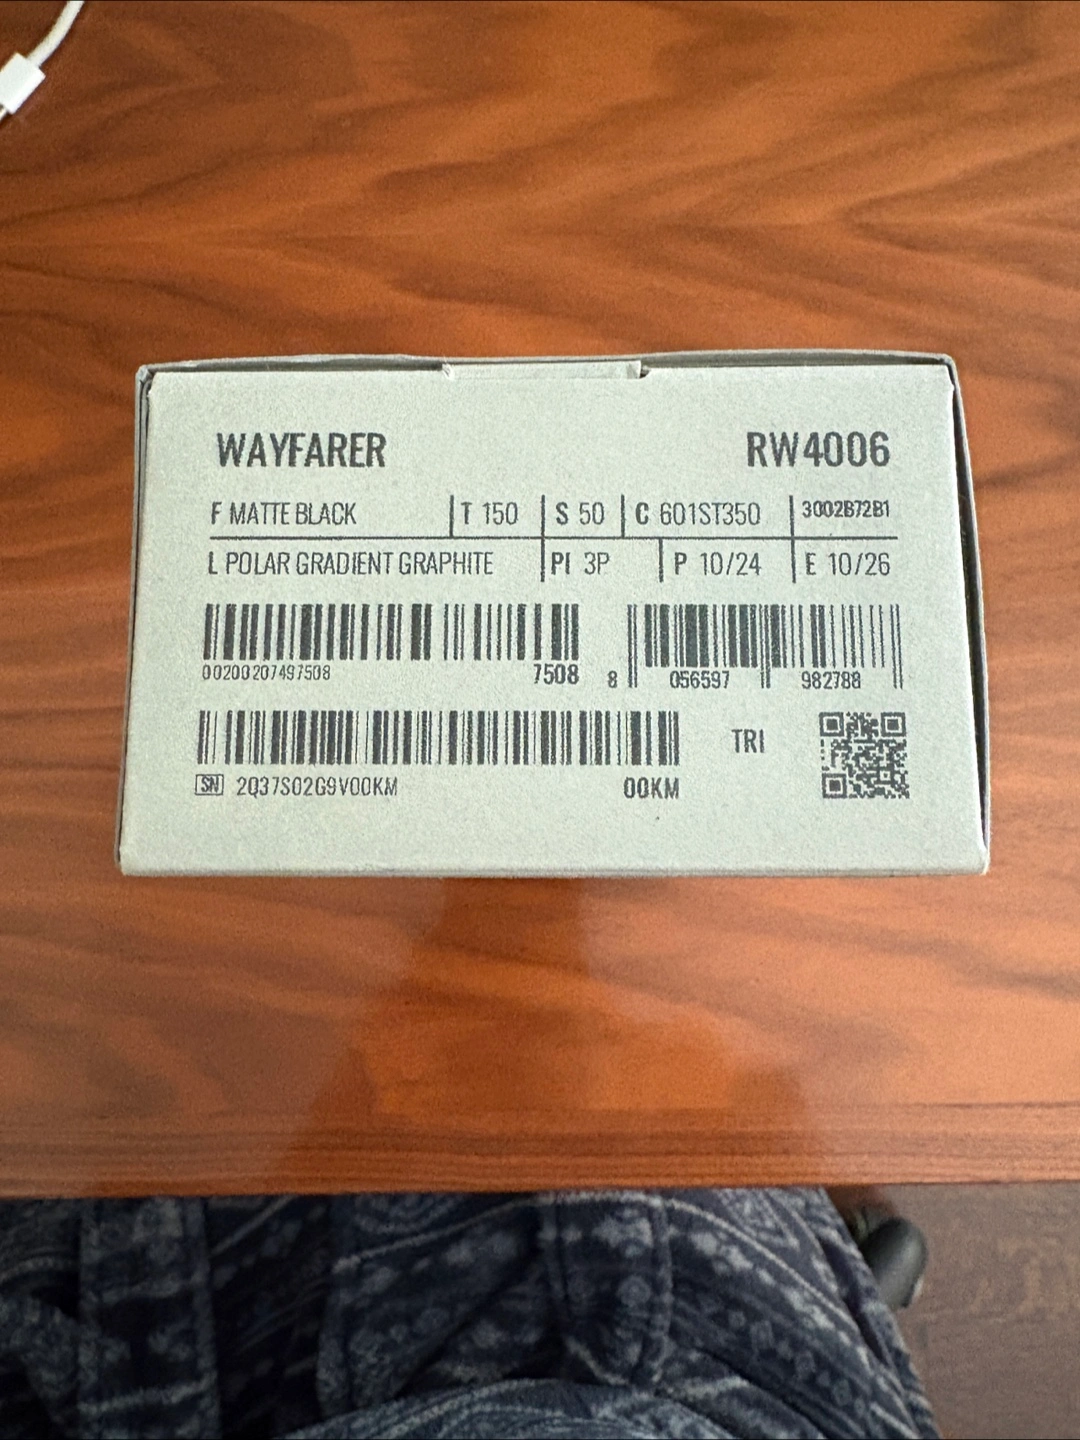 WAYFARER RW4006
F MATTE BLACK T 150 S 50 C 601ST350 3002B72B1
L POLAR GRADIENT GRAPHITE PI 3P P 10/24 E 10/26
00200207497508 7508 8 056597 982788
TRI
SN 2Q37S02G9V00KM 00KM